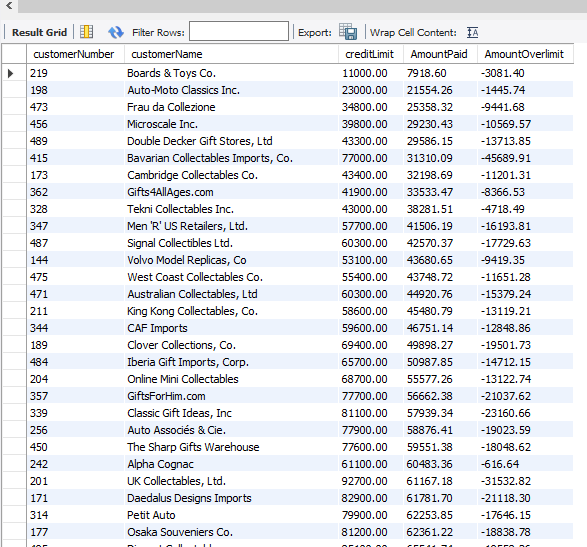 Result Grid Filter Rows: Export: Wrap Cell Content: IA
customerNumber customerName creditLimit AmountPaid AmountOverlimit
219 Boards & Toys Co. 11000.00 7918.60 -3081.40
198 Auto-Moto Classics Inc. 23000.00 21554.26 -1445.74
473 Frau da Collezione 34800.00 25358.32 -9441.68
456 Microscale Inc. 39800.00 29230.43 -10569.57
489 Double Decker Gift Stores, Ltd 43300.00 29586.15 -13713.85
415 Bavarian Collectables Imports, Co. 77000.00 31310.09 -45689.91
173 Cambridge Collectables Co. 43400.00 32198.69 -11201.31
362 Gifts4AllAges.com 41900.00 33533.47 -8366.53
328 Tekni Collectables Inc. 43000.00 38281.51 -4718.49
347 Men 'R' US Retailers, Ltd. 57700.00 41506.19 -16193.81
487 Signal Collectibles Ltd. 60300.00 42570.37 -17729.63
144 Volvo Model Replicas, Co 53100.00 43680.65 -9419.35
475 West Coast Collectables Co. 55400.00 43748.72 -11651.28
471 Australian Collectables, Ltd 60300.00 44920.76 -15379.24
211 King Kong Collectables, Co. 58600.00 45480.79 -13119.21
344 CAF Imports 59600.00 46751.14 -12848.86
189 Clover Collections, Co. 69400.00 49898.27 -19501.73
484 Iberia Gift Imports, Corp. 65700.00 50987.85 -14712.15
204 Online Mini Collectables 68700.00 55577.26 -13122.74
357 GiftsForHim.com 77700.00 56662.38 -21037.62
339 Classic Gift Ideas, Inc 81100.00 57939.34 -23160.66
256 Auto Associés & Cie. 77900.00 58876.41 -19023.59
450 The Sharp Gifts Warehouse 77600.00 59551.38 -18048.62
242 Alpha Cognac 61100.00 60483.36 -616.64
201 UK Collectables, Ltd. 92700.00 61167.18 -31532.82
171 Daedalus Designs Imports 82900.00 61781.70 -21118.30
314 Petit Auto 79900.00 62253.85 -17646.15
177 Osaka Souveniers Co. 81200.00 62361.22 -18838.78